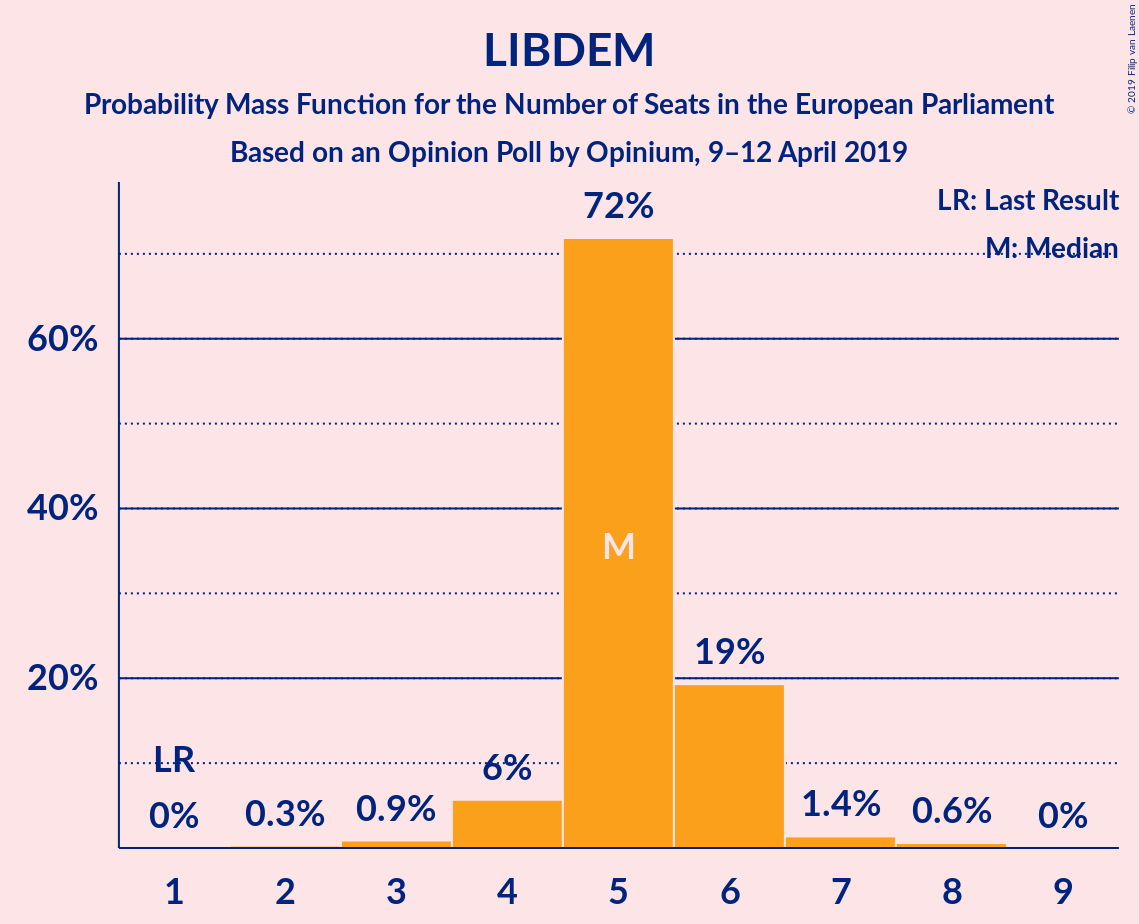 LIBDEM
Probability Mass Function for the Number of Seats in the European Parliament
Based on an Opinion Poll by Opinium, 9–12 April 2019
© 2019 Filip van Laenen
LR: Last Result
M: Median
72%
60%
40%
M
19%
20%
LR
6%
0%
0.3%
0.9%
1.4%
0.6%
0%
1 2 3 4 5 6 7 8 9